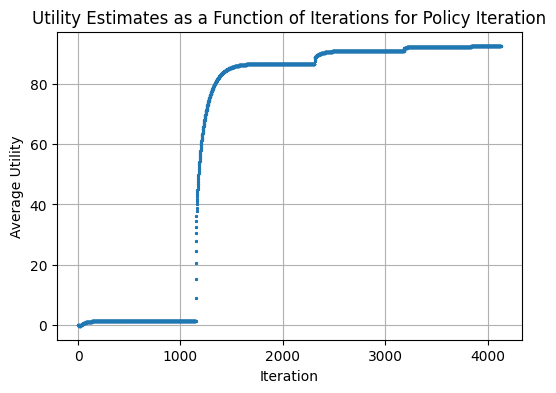 Utility Estimates as a Function of Iterations for Policy Iteration
80
60
40
20
0
Average Utility
0 1000 2000 3000 4000
Iteration